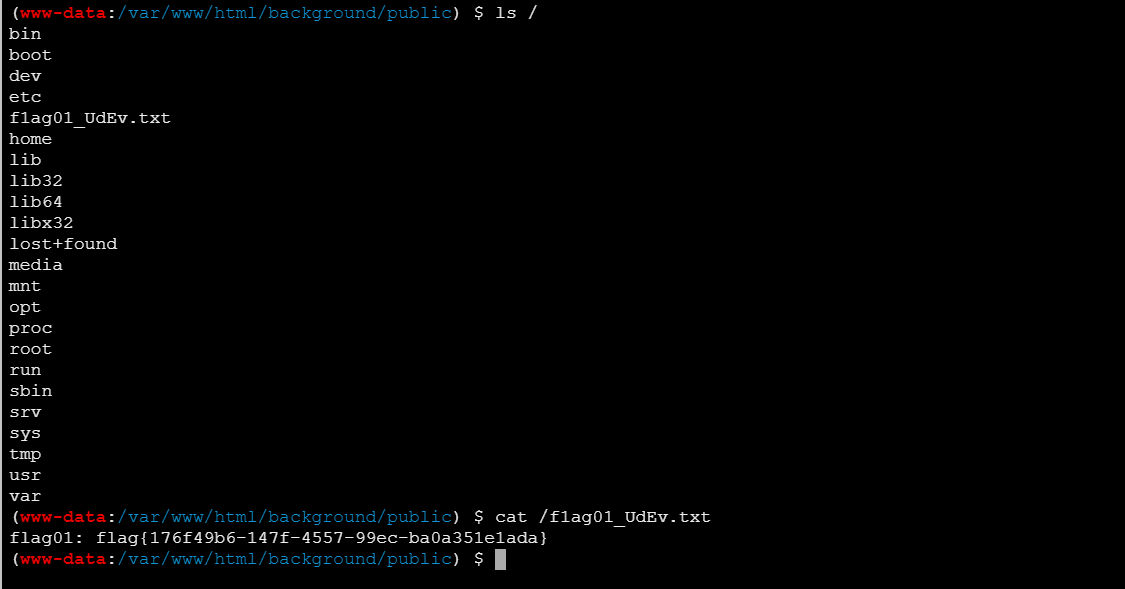 (www-data:/var/www/html/background/public) $ ls /
bin
boot
dev
etc
f1ag01_UdEv.txt
home
lib
lib32
lib64
libx32
lost+found
media
mnt
opt
proc
root
run
sbin
srv
sys
tmp
usr
var
(www-data:/var/www/html/background/public) $ cat /f1ag01_UdEv.txt
flag01: flag{176f49b6-147f-4557-99ec-ba0a351e1ada}
(www-data:/var/www/html/background/public) $